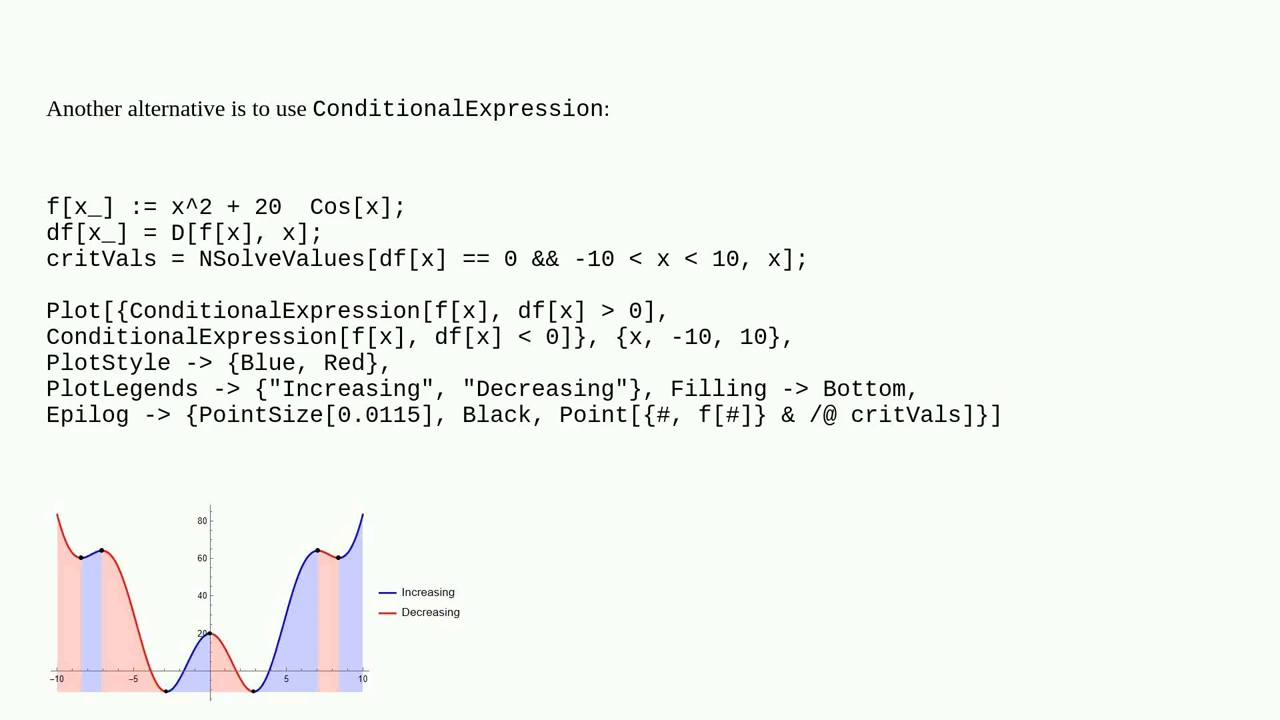 Another alternative is to use ConditionalExpression:
f[x_] := x^2 + 20  Cos[x];
df[x_] = D[f[x], x];
critVals = NSolveValues[df[x] == 0 && -10 < x < 10, x];
Plot[{ConditionalExpression[f[x], df[x] > 0],
ConditionalExpression[f[x], df[x] < 0]}, {x, -10, 10},
PlotStyle -> {Blue, Red},
PlotLegends -> {"Increasing", "Decreasing"}, Filling -> Bottom,
Epilog -> {PointSize[0.0115], Black, Point[{#, f[#]} & /@ critVals]}]
80
60
40
20
-10 -5 5 10
Increasing
Decreasing